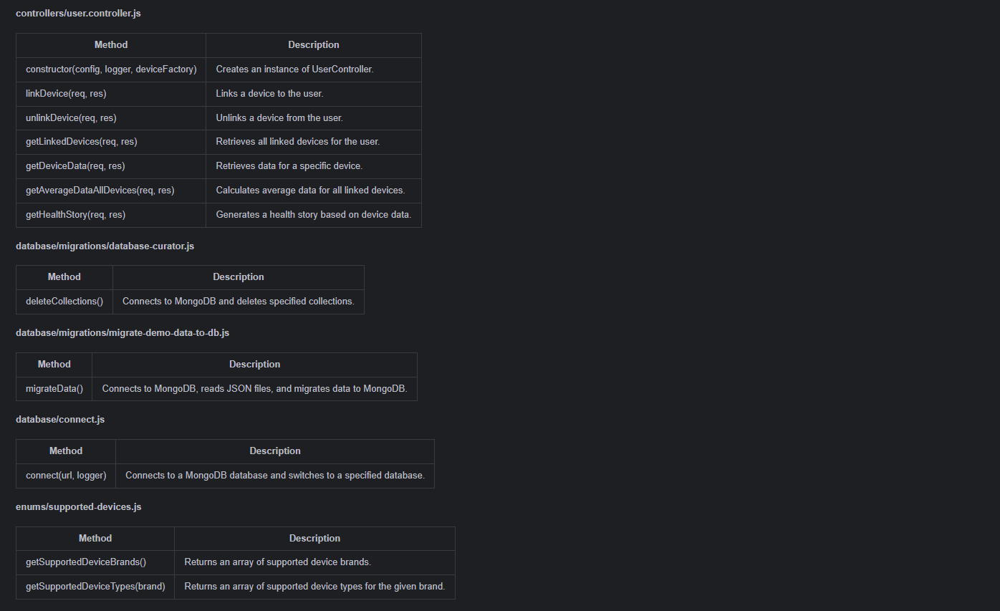 controllers/user.controller.js
Method Description
constructor(config, logger, deviceFactory) Creates an instance of UserController.
linkDevice(req, res) Links a device to the user.
unlinkDevice(req, res) Unlinks a device from the user.
getLinkedDevices(req, res) Retrieves all linked devices for the user.
getDeviceData(req, res) Retrieves data for a specific device.
getAverageDataAllDevices(req, res) Calculates average data for all linked devices.
getHealthStory(req, res) Generates a health story based on device data.
database/migrations/database-curator.js
Method Description
deleteCollections() Connects to MongoDB and deletes specified collections.
database/migrations/migrate-demo-data-to-db.js
Method Description
migrateData() Connects to MongoDB, reads JSON files, and migrates data to MongoDB.
database/connect.js
Method Description
connect(url, logger) Connects to a MongoDB database and switches to a specified database.
enums/supported-devices.js
Method Description
getSupportedDeviceBrands() Returns an array of supported device brands.
getSupportedDeviceTypes(brand) Returns an array of supported device types for the given brand.